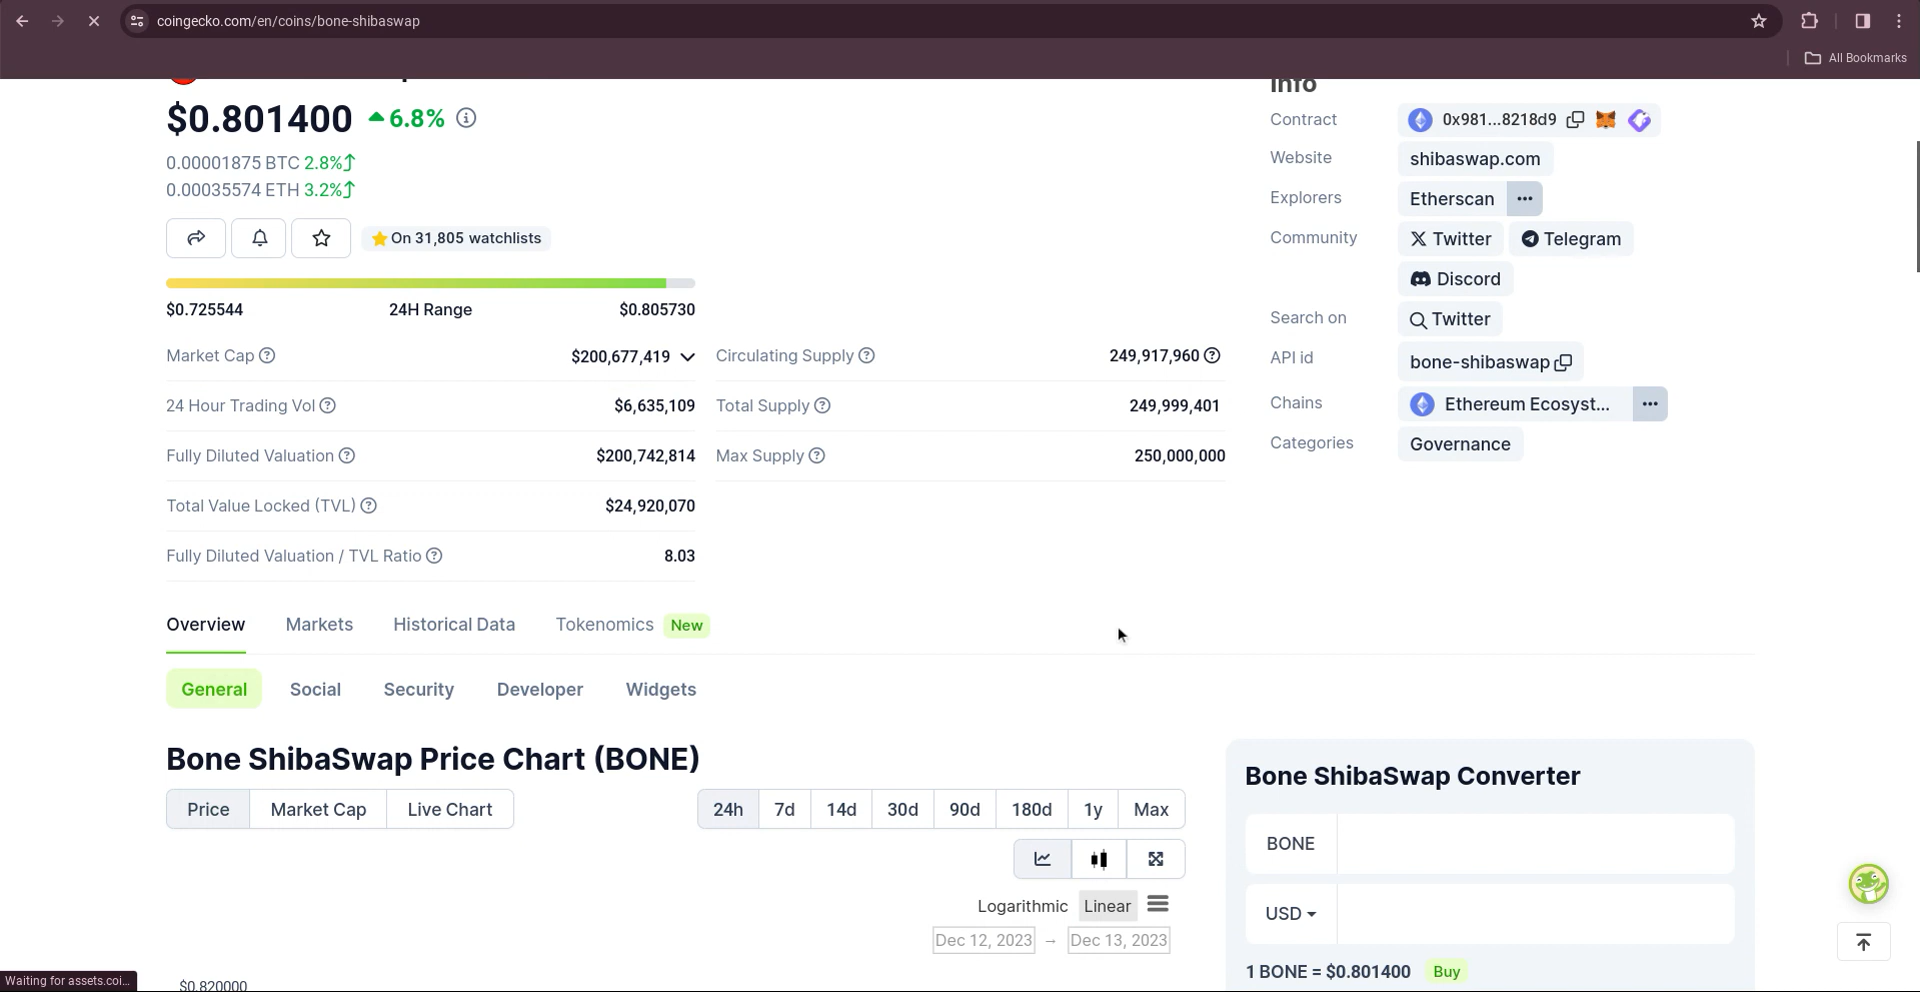 coingecko.com/en/coins/bone-shibaswap
All Bookmarks
Info
$0.801400 6.8%
0.00001875 BTC 2.8%
0.00035574 ETH 3.2%
On 31,805 watchlists
$0.725544 24H Range $0.805730
Market Cap $200,677,419
24 Hour Trading Vol $6,635,109
Fully Diluted Valuation $200,742,814
Total Value Locked (TVL) $24,920,070
Fully Diluted Valuation / TVL Ratio 8.03
Circulating Supply 249,917,960
Total Supply 249,999,401
Max Supply 250,000,000
Contract 0x981...8218d9
Website shibaswap.com
Explorers Etherscan
Community Twitter Telegram
Discord
Search on Twitter
API id bone-shibaswap
Chains Ethereum Ecosyst...
Categories Governance
Overview Markets Historical Data Tokenomics New
General Social Security Developer Widgets
Bone ShibaSwap Price Chart (BONE)
Price Market Cap Live Chart 24h 7d 14d 30d 90d 180d 1y Max
Logarithmic Linear
Dec 12, 2023 → Dec 13, 2023
$0.820000
Bone ShibaSwap Converter
BONE
USD
1 BONE = $0.801400 Buy
Waiting for assets.coi...